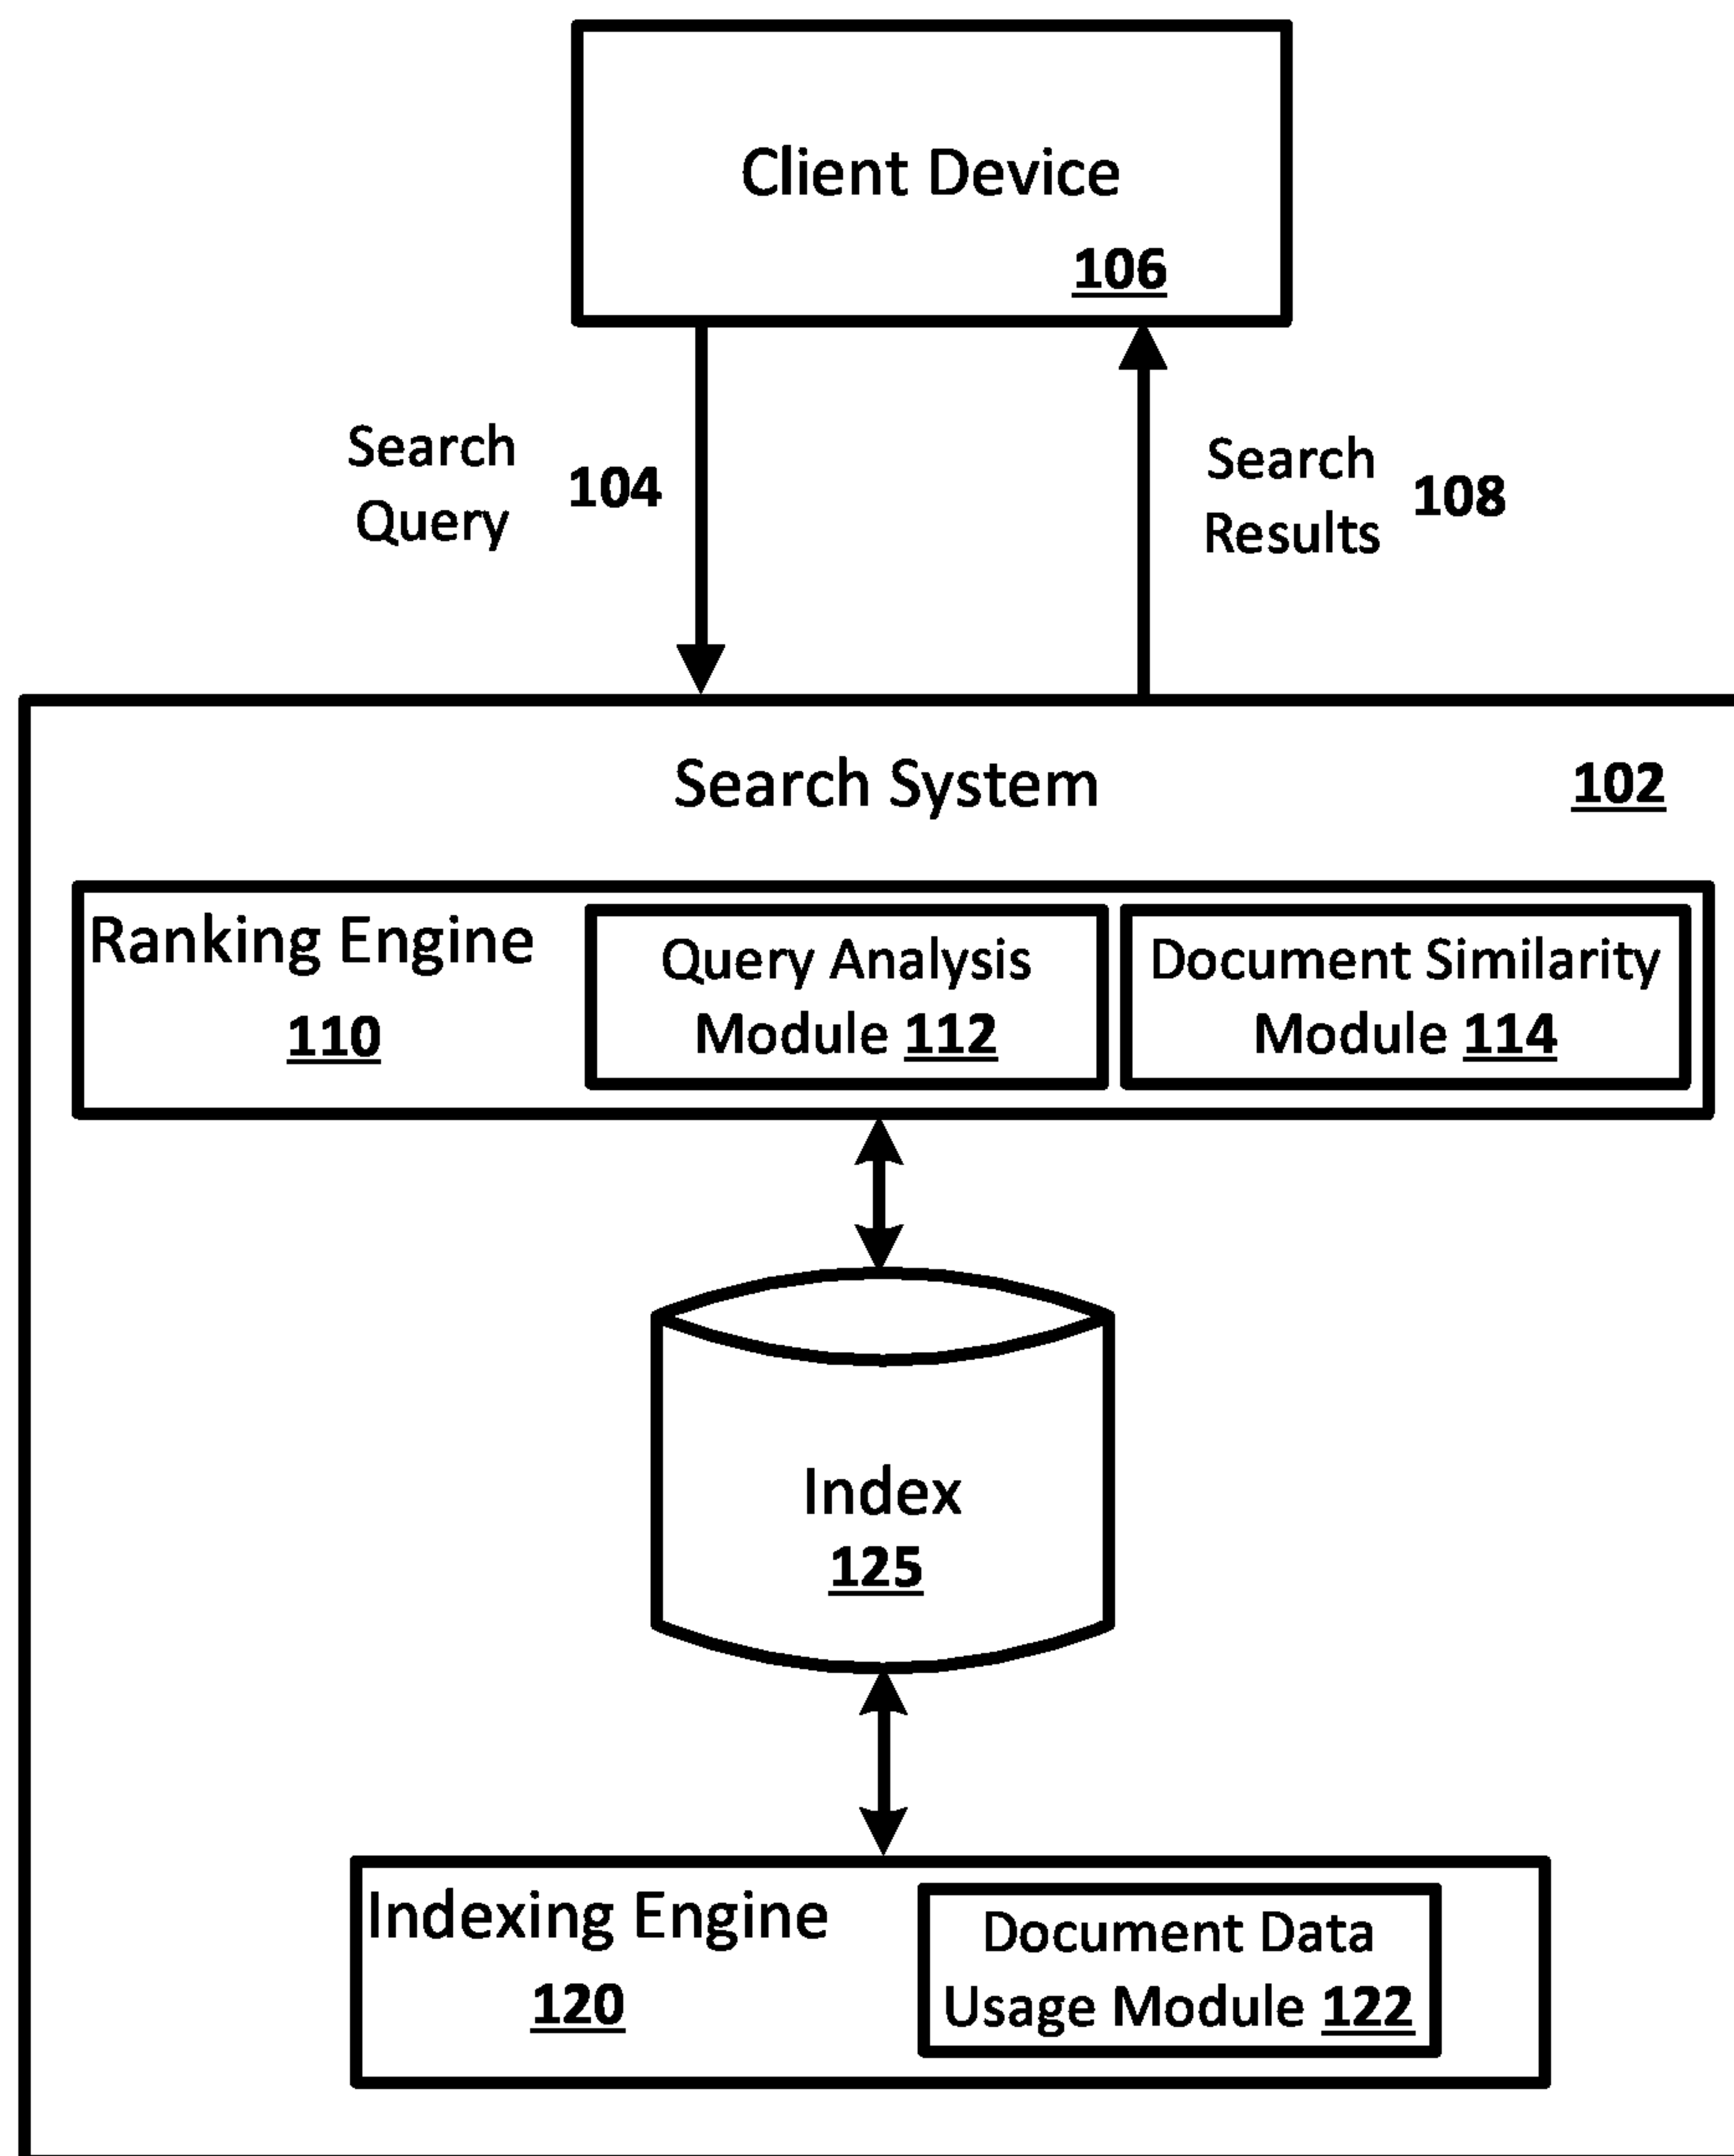 Client Device
106
Search
Query
104
Search
Results
108
Search System
102
Ranking Engine
110
Query Analysis
Module 112
Document Similarity
Module 114
Index
125
Indexing Engine
120
Document Data
Usage Module 122